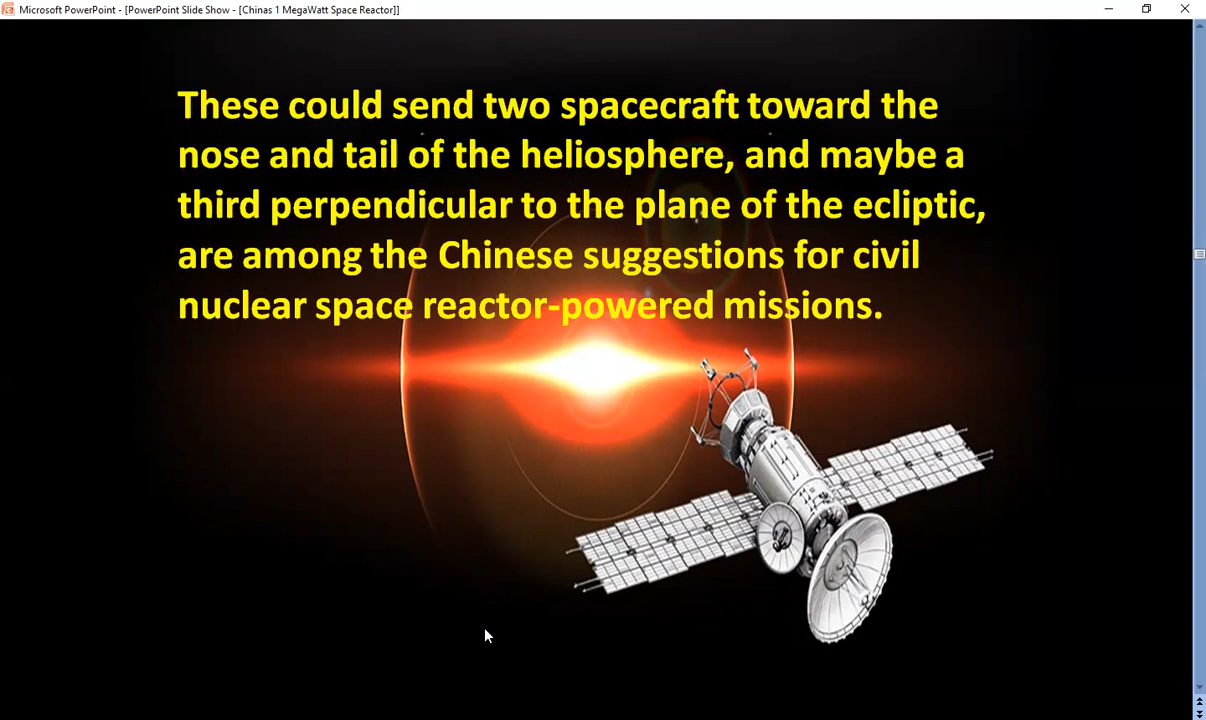 Microsoft PowerPoint - [PowerPoint Slide Show - [Chinas 1 MegaWatt Space Reactor]]
These could send two spacecraft toward the
nose and tail of the heliosphere, and maybe a
third perpendicular to the plane of the ecliptic,
are among the Chinese suggestions for civil
nuclear space reactor-powered missions.